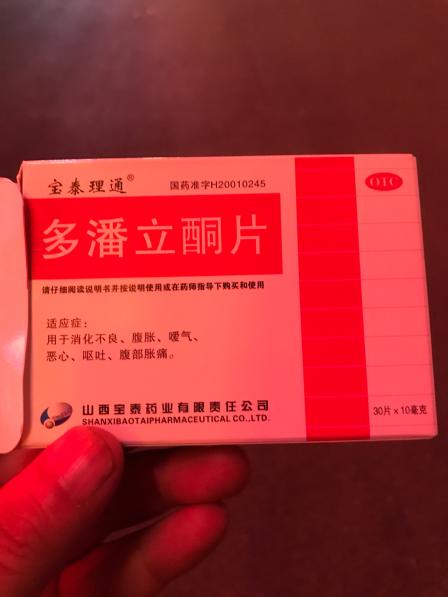 宝泰理通®
国药准字H20010245
OTC
多潘立酮片
请仔细阅读说明书并按说明使用或在药师指导下购买和使用
适应症：
用于消化不良、腹胀、嗳气、
恶心、呕吐、腹部胀痛。
山西宝泰药业有限责任公司
SHANXIBAOTAIPHARMACEUTICAL CO.,LTD.
30片×10毫克